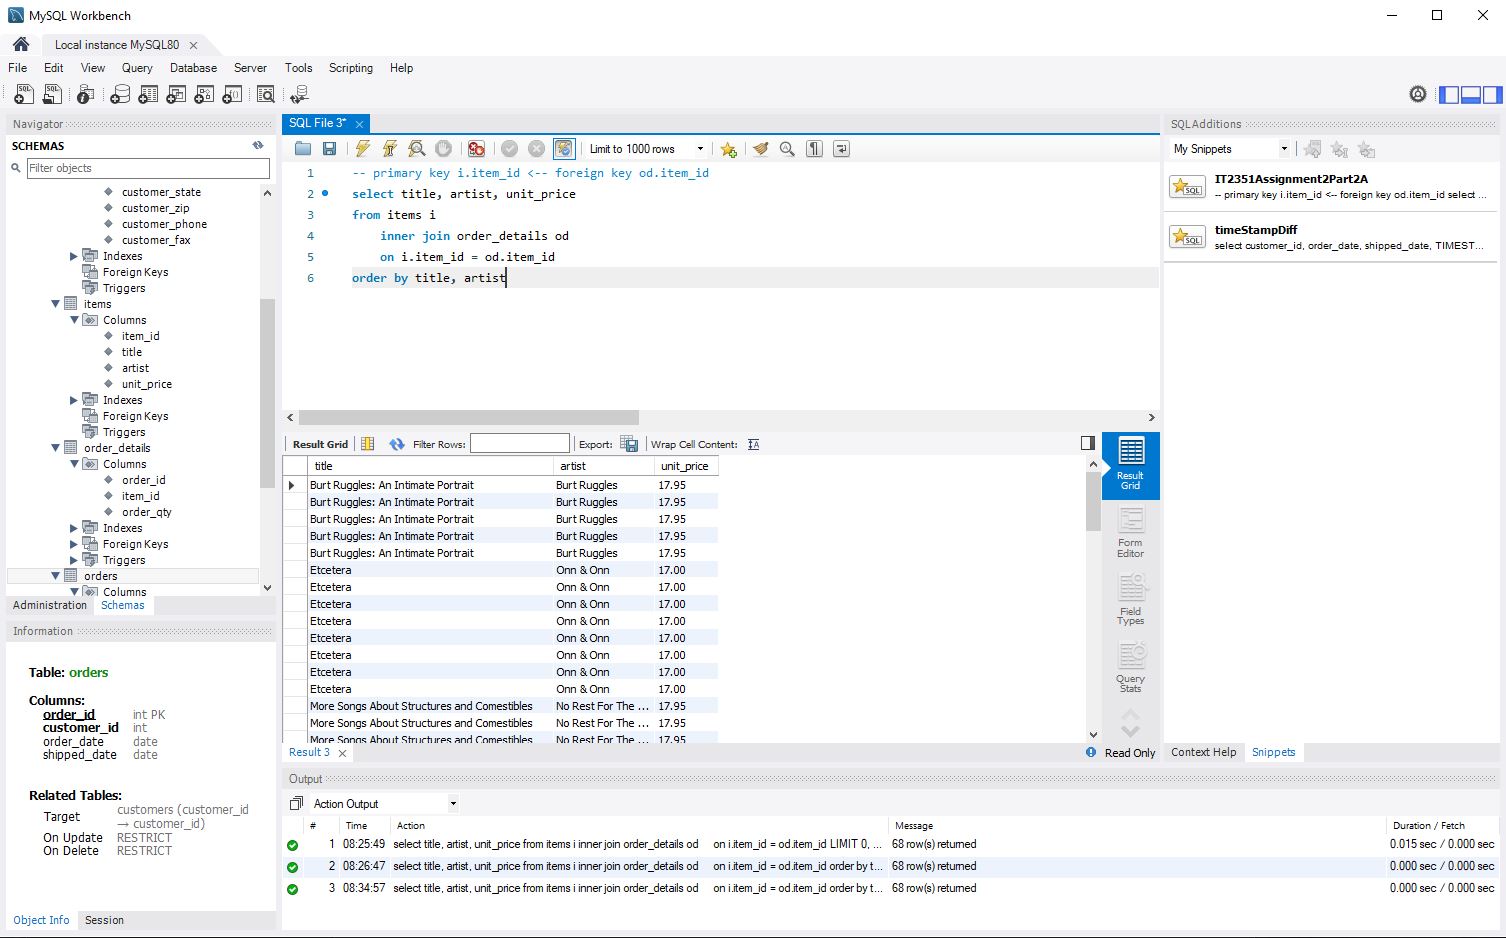 MySQL Workbench
Local instance MySQL80
File Edit View Query Database Server Tools Scripting Help
Navigator
SCHEMAS
Filter objects
customer_state
customer_zip
customer_phone
customer_fax
Indexes
Foreign Keys
Triggers
items
Columns
item_id
title
artist
unit_price
Indexes
Foreign Keys
Triggers
order_details
Columns
order_id
item_id
order_qty
Indexes
Foreign Keys
Triggers
orders
Columns
Administration Schemas
Information
Table: orders
Columns:
order_id int PK
customer_id int
order_date date
shipped_date date
Related Tables:
Target customers (customer_id
→ customer_id)
On Update RESTRICT
On Delete RESTRICT
Object Info Session
SQL File 3*
Limit to 1000 rows
1 -- primary key i.item_id <-- foreign key od.item_id
2 select title, artist, unit_price
3 from items i
4 inner join order_details od
5 on i.item_id = od.item_id
6 order by title, artist
Result Grid Filter Rows: Export: Wrap Cell Content:
title artist unit_price
Burt Ruggles: An Intimate Portrait Burt Ruggles 17.95
Burt Ruggles: An Intimate Portrait Burt Ruggles 17.95
Burt Ruggles: An Intimate Portrait Burt Ruggles 17.95
Burt Ruggles: An Intimate Portrait Burt Ruggles 17.95
Burt Ruggles: An Intimate Portrait Burt Ruggles 17.95
Etcetera Onn & Onn 17.00
Etcetera Onn & Onn 17.00
Etcetera Onn & Onn 17.00
Etcetera Onn & Onn 17.00
Etcetera Onn & Onn 17.00
Etcetera Onn & Onn 17.00
Etcetera Onn & Onn 17.00
Etcetera Onn & Onn 17.00
More Songs About Structures and Comestibles No Rest For The ... 17.95
More Songs About Structures and Comestibles No Rest For The ... 17.95
More Songs About Structures and Comestibles No Rest For The ... 17.95
Result Grid
Form Editor
Field Types
Query Stats
Result 3
Read Only
SQLAdditions
My Snippets
SQL
IT2351Assignment2Part2A
-- primary key i.item_id <-- foreign key od.item_id select ...
SQL
timeStampDiff
select customer_id, order_date, shipped_date, TIMEST...
Context Help Snippets
Output
Action Output
# Time Action Message Duration / Fetch
1 08:25:49 select title, artist, unit_price from items i inner join order_details od on i.item_id = od.item_id LIMIT 0, ... 68 row(s) returned 0.015 sec / 0.000 sec
2 08:26:47 select title, artist, unit_price from items i inner join order_details od on i.item_id = od.item_id order by t... 68 row(s) returned 0.000 sec / 0.000 sec
3 08:34:57 select title, artist, unit_price from items i inner join order_details od on i.item_id = od.item_id order by t... 68 row(s) returned 0.000 sec / 0.000 sec